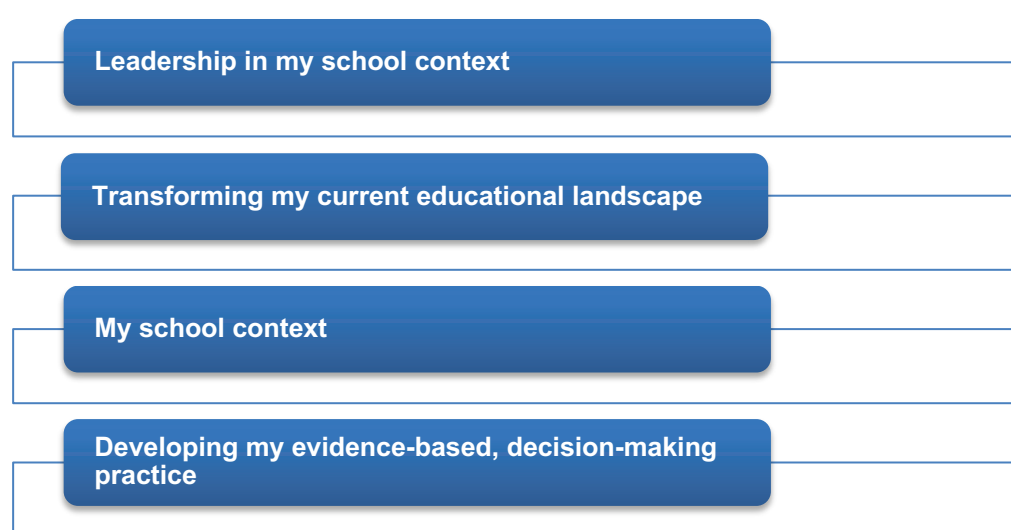 Leadership in my school context
Transforming my current educational landscape
My school context
Developing my evidence-based, decision-making
practice